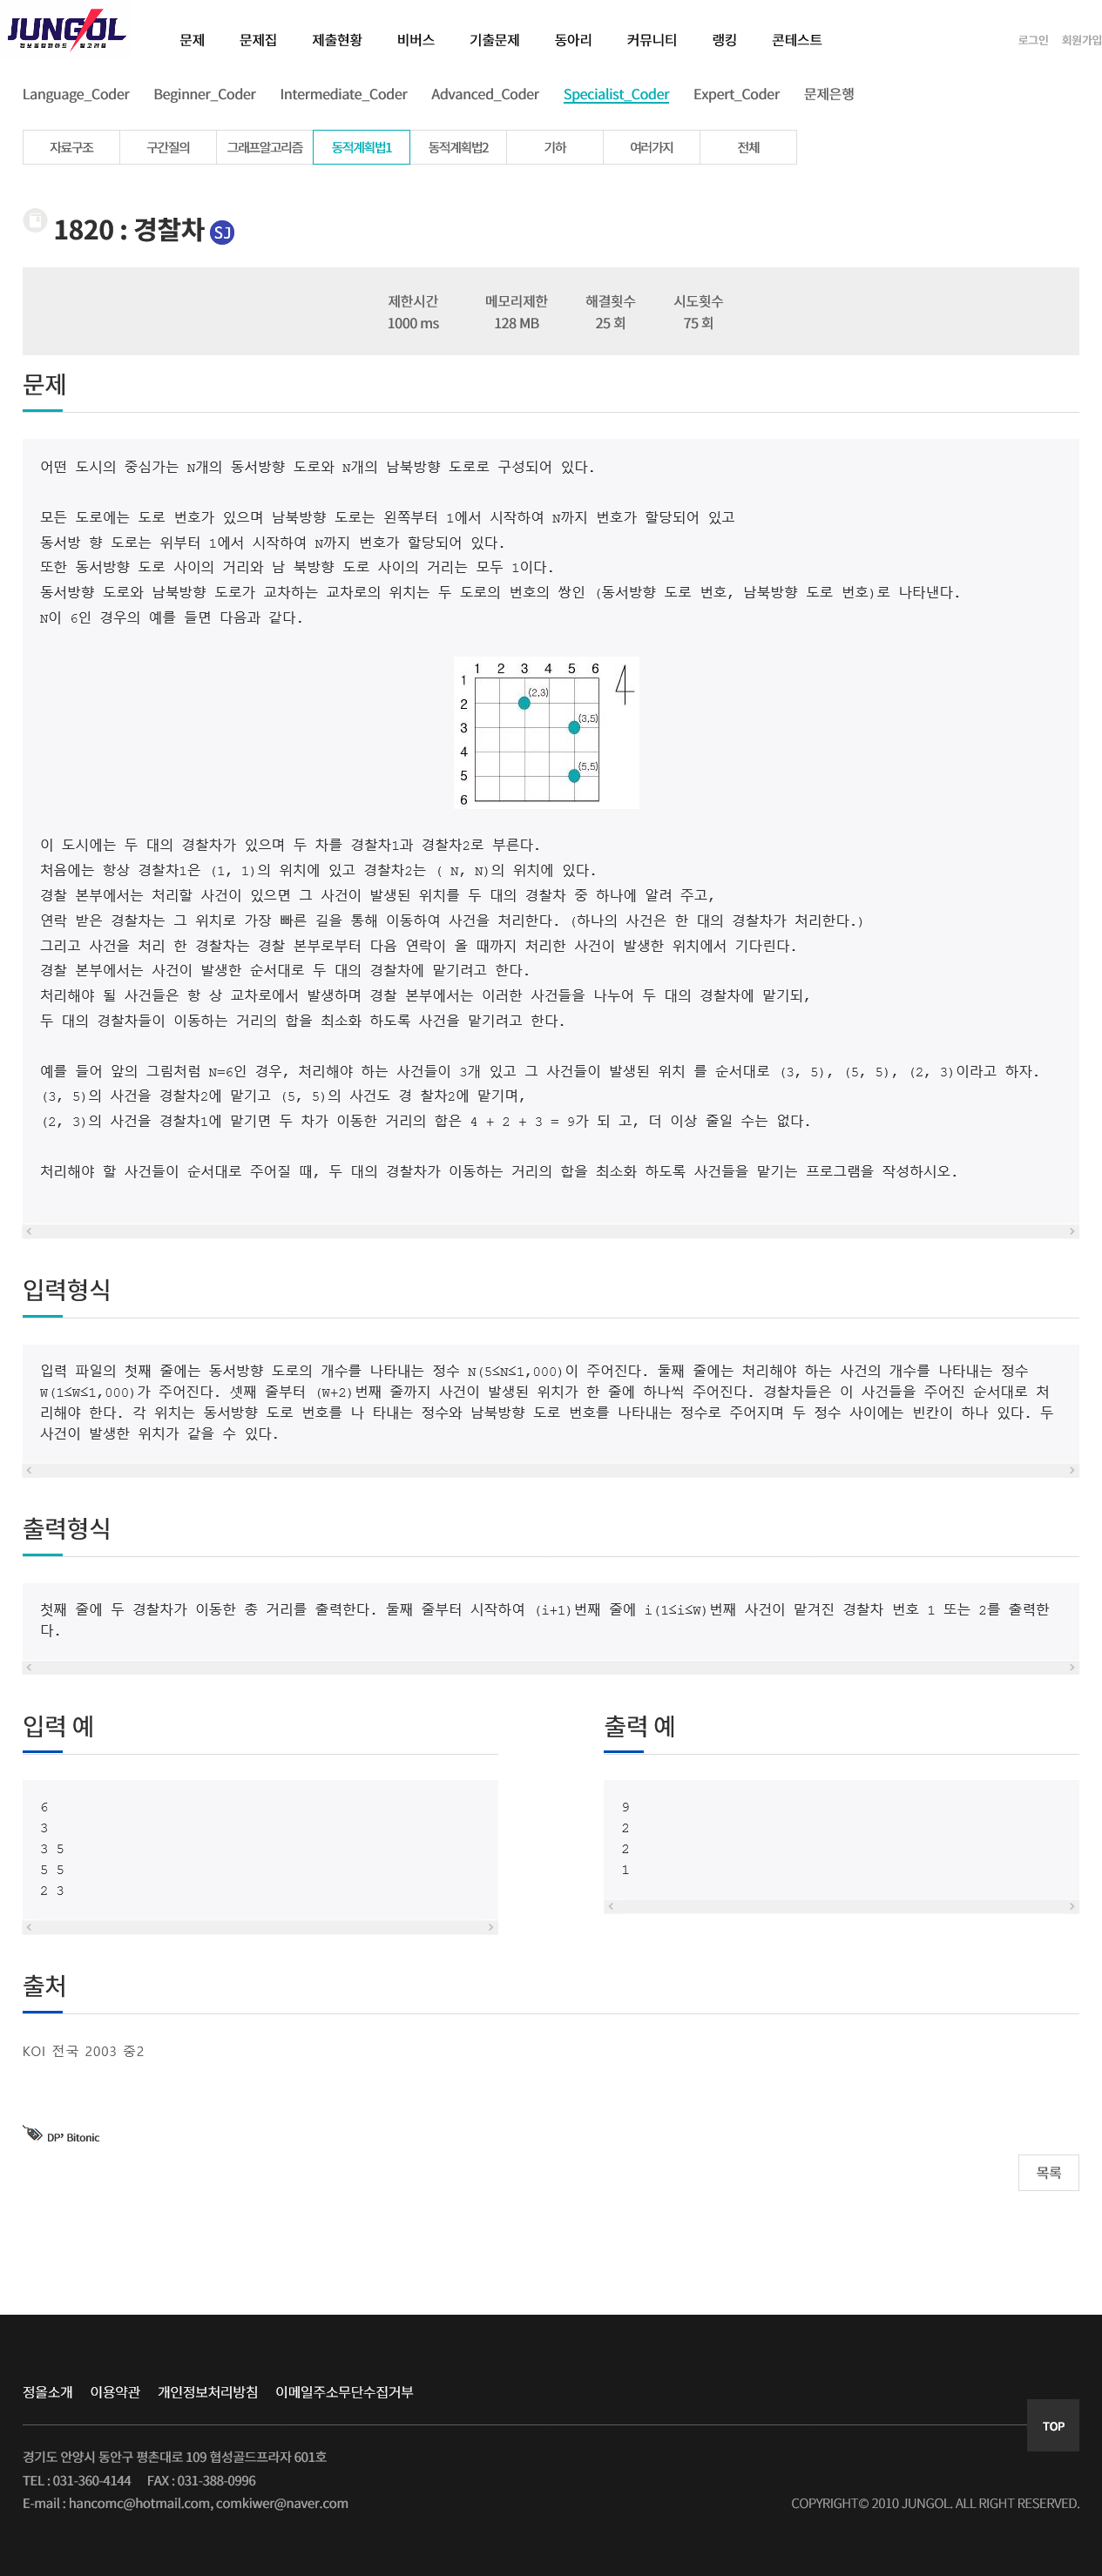 JUNGOL
정보올림피아드 & 알고리즘
문제 문제집 제출현황 비버스 기출문제 동아리 커뮤니티 랭킹 콘테스트 로그인 회원가입
Language_Coder Beginner_Coder Intermediate_Coder Advanced_Coder Specialist_Coder Expert_Coder 문제은행
자료구조 구간질의 그래프알고리즘 동적계획법1 동적계획법2 기하 여러가지 전체
1820 : 경찰차 SJ
제한시간 메모리제한 해결횟수 시도횟수
1000 ms 128 MB 25 회 75 회
문제
어떤 도시의 중심가는 N개의 동서방향 도로와 N개의 남북방향 도로로 구성되어 있다.
모든 도로에는 도로 번호가 있으며 남북방향 도로는 왼쪽부터 1에서 시작하여 N까지 번호가 할당되어 있고
동서방 향 도로는 위부터 1에서 시작하여 N까지 번호가 할당되어 있다.
또한 동서방향 도로 사이의 거리와 남 북방향 도로 사이의 거리는 모두 1이다.
동서방향 도로와 남북방향 도로가 교차하는 교차로의 위치는 두 도로의 번호의 쌍인 (동서방향 도로 번호, 남북방향 도로 번호)로 나타낸다.
N이 6인 경우의 예를 들면 다음과 같다.
1 2 3 4 5 6
4
1
(2,3)
2
(3,5)
3
4
(5,5)
5
6
이 도시에는 두 대의 경찰차가 있으며 두 차를 경찰차1과 경찰차2로 부른다.
처음에는 항상 경찰차1은 (1, 1)의 위치에 있고 경찰차2는 ( N, N)의 위치에 있다.
경찰 본부에서는 처리할 사건이 있으면 그 사건이 발생된 위치를 두 대의 경찰차 중 하나에 알려 주고,
연락 받은 경찰차는 그 위치로 가장 빠른 길을 통해 이동하여 사건을 처리한다. (하나의 사건은 한 대의 경찰차가 처리한다.)
그리고 사건을 처리 한 경찰차는 경찰 본부로부터 다음 연락이 올 때까지 처리한 사건이 발생한 위치에서 기다린다.
경찰 본부에서는 사건이 발생한 순서대로 두 대의 경찰차에 맡기려고 한다.
처리해야 될 사건들은 항 상 교차로에서 발생하며 경찰 본부에서는 이러한 사건들을 나누어 두 대의 경찰차에 맡기되,
두 대의 경찰차들이 이동하는 거리의 합을 최소화 하도록 사건을 맡기려고 한다.
예를 들어 앞의 그림처럼 N=6인 경우, 처리해야 하는 사건들이 3개 있고 그 사건들이 발생된 위치 를 순서대로 (3, 5), (5, 5), (2, 3)이라고 하자.
(3, 5)의 사건을 경찰차2에 맡기고 (5, 5)의 사건도 경 찰차2에 맡기며,
(2, 3)의 사건을 경찰차1에 맡기면 두 차가 이동한 거리의 합은 4 + 2 + 3 = 9가 되 고, 더 이상 줄일 수는 없다.
처리해야 할 사건들이 순서대로 주어질 때, 두 대의 경찰차가 이동하는 거리의 합을 최소화 하도록 사건들을 맡기는 프로그램을 작성하시오.
입력형식
입력 파일의 첫째 줄에는 동서방향 도로의 개수를 나타내는 정수 N(5≤N≤1,000)이 주어진다. 둘째 줄에는 처리해야 하는 사건의 개수를 나타내는 정수
W(1≤W≤1,000)가 주어진다. 셋째 줄부터 (W+2)번째 줄까지 사건이 발생된 위치가 한 줄에 하나씩 주어진다. 경찰차들은 이 사건들을 주어진 순서대로 처
리해야 한다. 각 위치는 동서방향 도로 번호를 나 타내는 정수와 남북방향 도로 번호를 나타내는 정수로 주어지며 두 정수 사이에는 빈칸이 하나 있다. 두
사건이 발생한 위치가 같을 수 있다.
출력형식
첫째 줄에 두 경찰차가 이동한 총 거리를 출력한다. 둘째 줄부터 시작하여 (i+1)번째 줄에 i(1≤i≤W)번째 사건이 맡겨진 경찰차 번호 1 또는 2를 출력한
다.
입력 예
6
3
3 5
5 5
2 3
출력 예
9
2
2
1
출처
KOI 전국 2003 중2
DP, Bitonic
목록
정올소개 이용약관 개인정보처리방침 이메일주소무단수집거부
TOP
경기도 안양시 동안구 평촌대로 109 협성골드프라자 601호
TEL : 031-360-4144 FAX : 031-388-0996
E-mail : hancomc@hotmail.com, comkiwer@naver.com COPYRIGHT© 2010 JUNGOL. ALL RIGHT RESERVED.